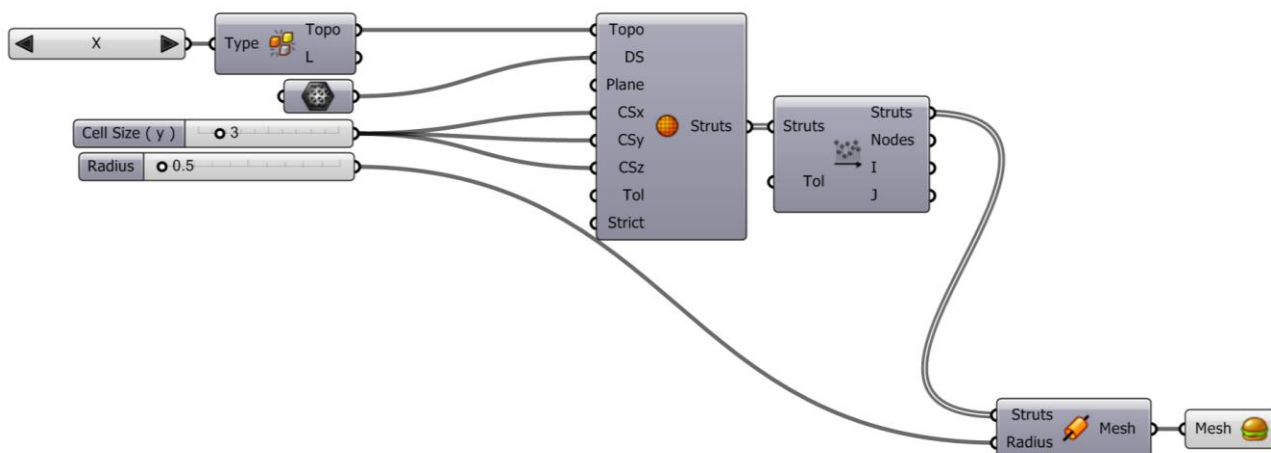 X
Type
Topo
L
Cell Size ( y )
3
Radius
0.5
Topo
DS
Plane
CSx
CSy
CSz
Tol
Strict
Struts
Struts
Tol
Struts
Nodes
I
J
Struts
Radius
Mesh
Mesh